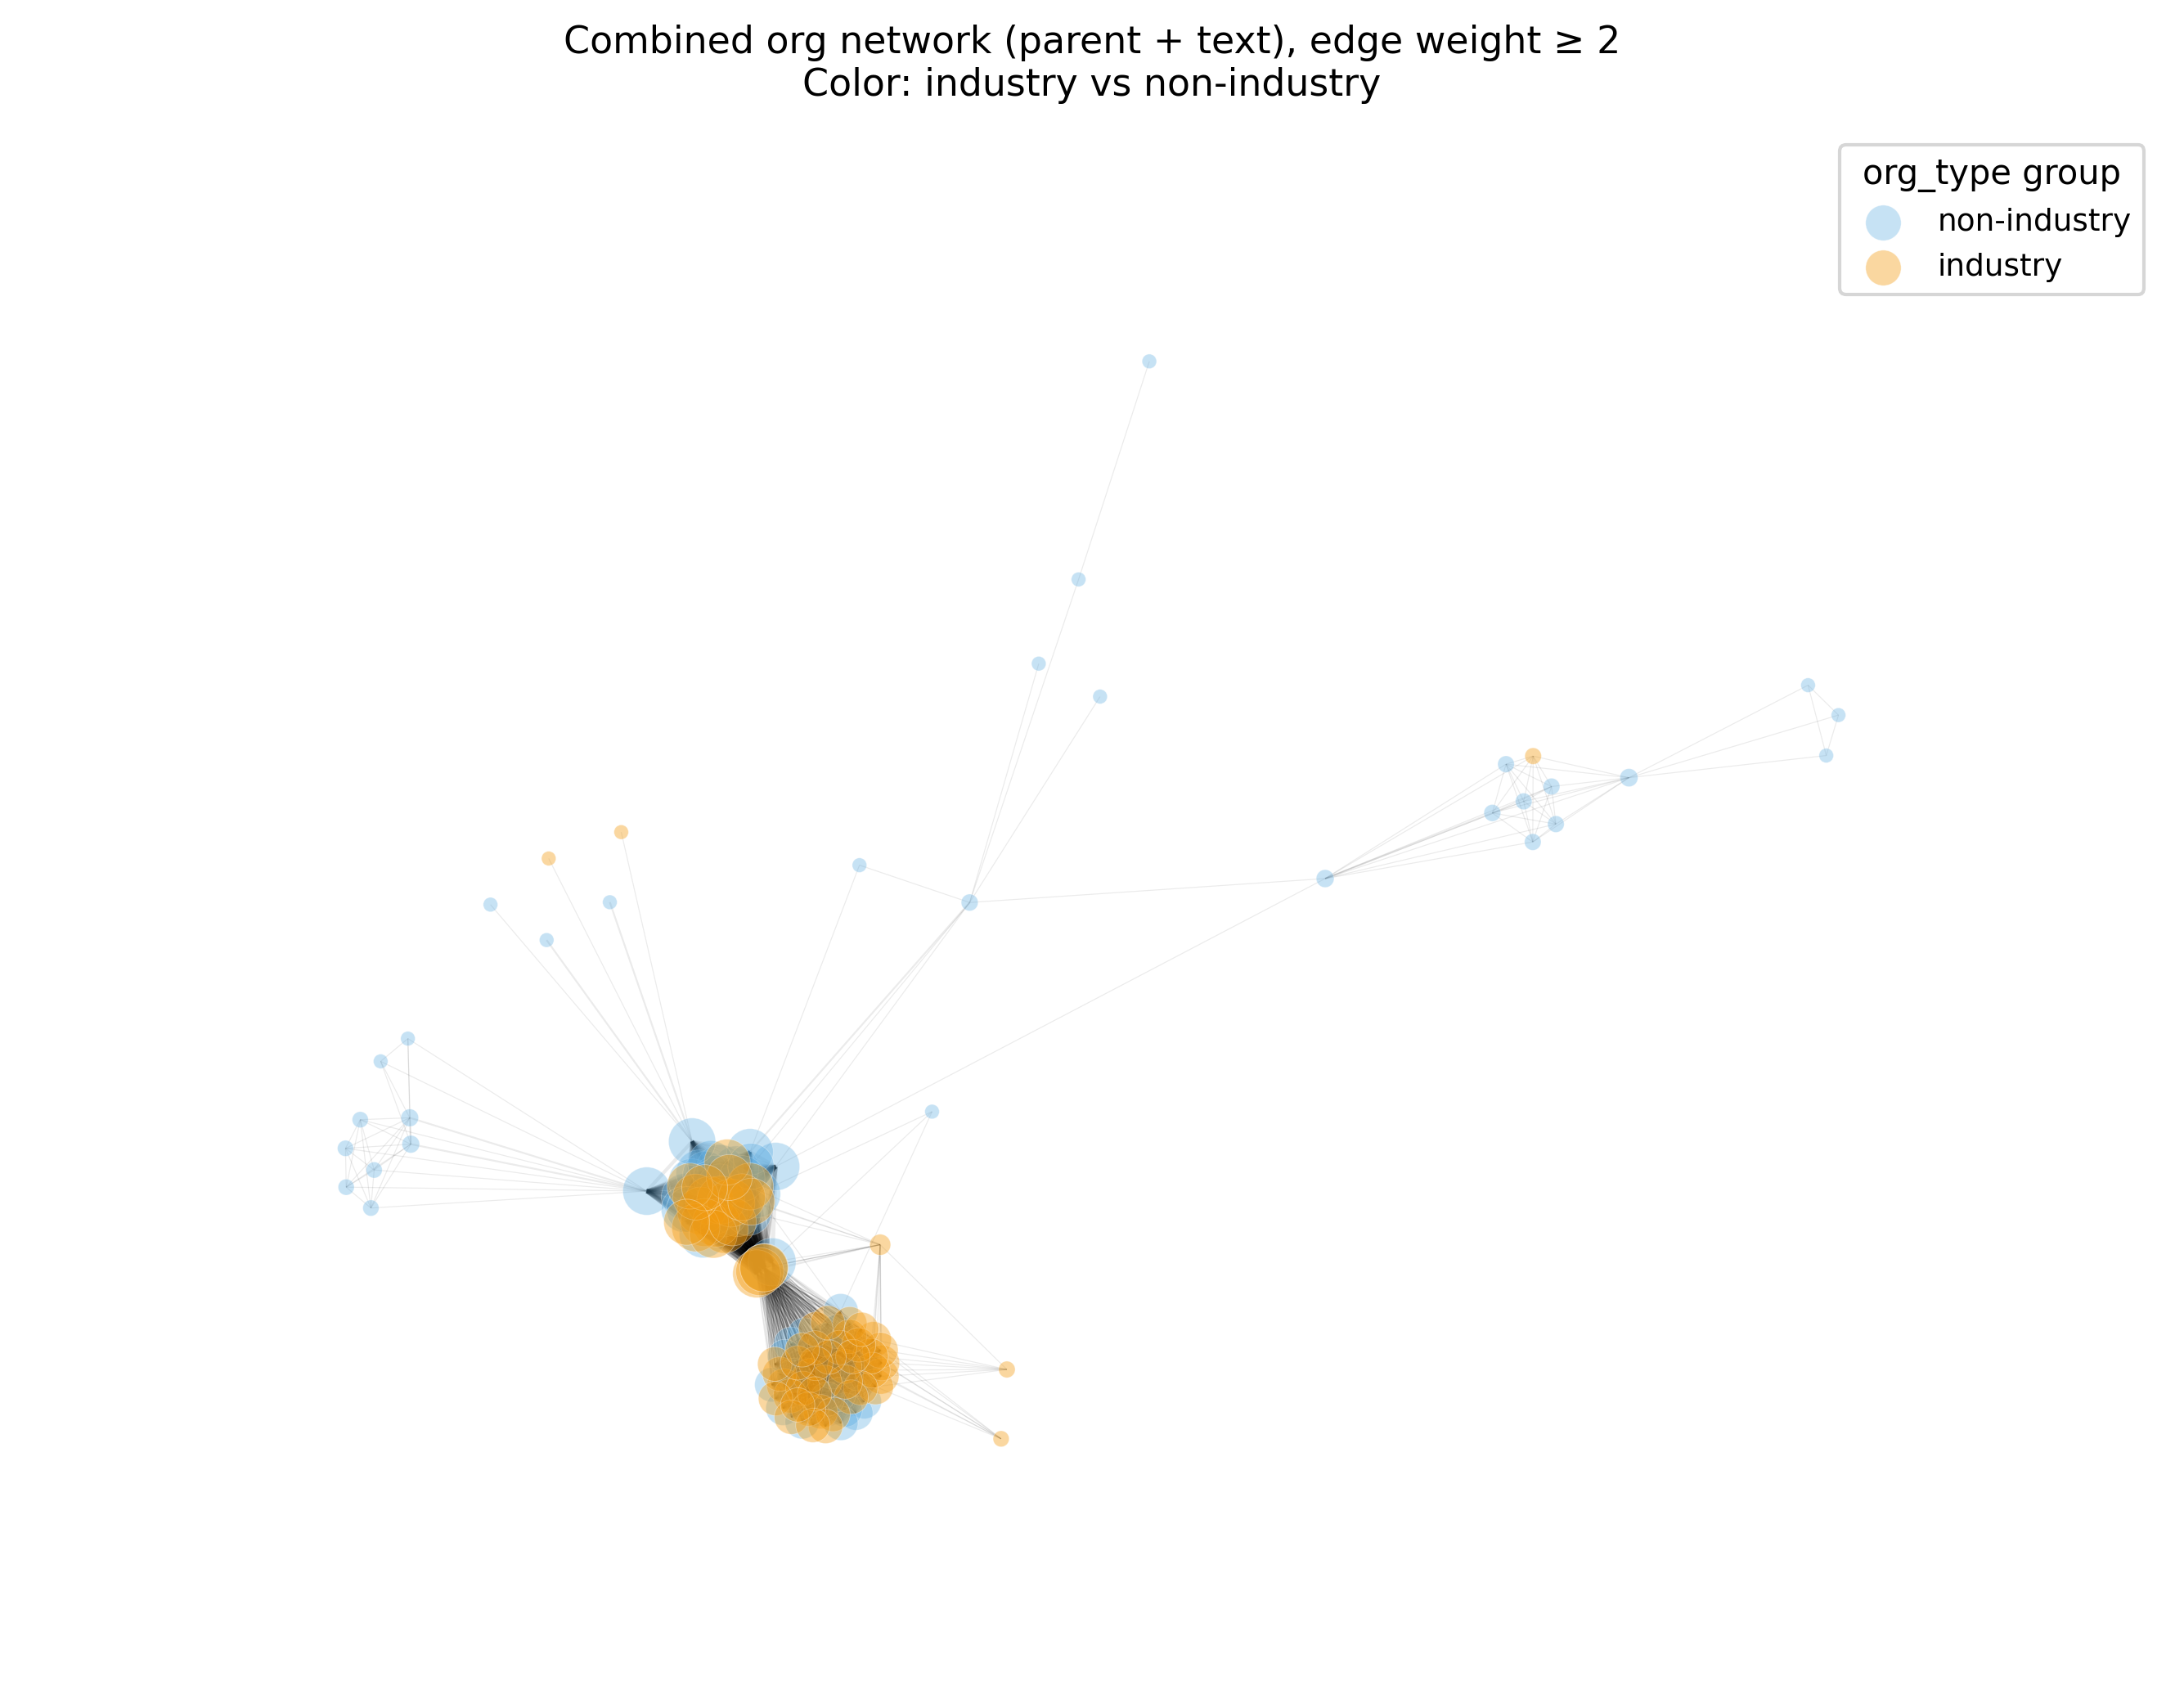 Combined org network (parent + text), edge weight ≥ 2
Color: industry vs non-industry
org_type group
non-industry
industry